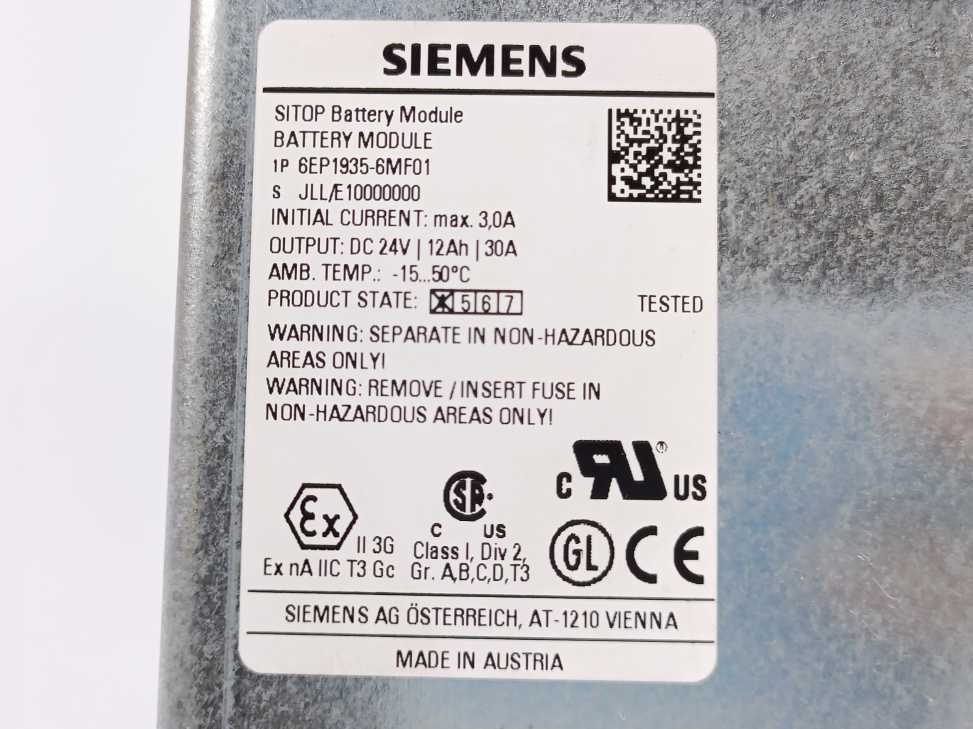 SIEMENS
SITOP Battery Module
BATTERY MODULE
1P 6EP1935-6MF01
S JLL/E10000000
INITIAL CURRENT: max. 3,0A
OUTPUT: DC 24V | 12Ah | 30A
AMB. TEMP.: -15...50°C
PRODUCT STATE: 5 6 7 TESTED
WARNING: SEPARATE IN NON-HAZARDOUS
AREAS ONLY!
WARNING: REMOVE / INSERT FUSE IN
NON-HAZARDOUS AREAS ONLY!
Ex II 3G
Ex nA IIC T3 Gc
SA
C US
Class I, Div 2,
Gr. A,B,C,D,T3
C RU ® US
GL CE
SIEMENS AG ÖSTERREICH, AT-1210 VIENNA
MADE IN AUSTRIA